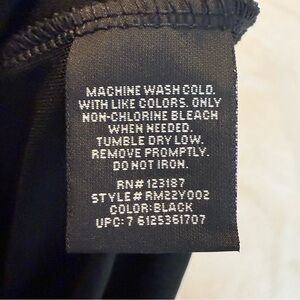 MACHINE WASH COLD.
WITH LIKE COLORS. ONLY
NON-CHLORINE BLEACH
WHEN NEEDED.
TUMBLE DRY LOW.
REMOVE PROMPTLY.
DO NOT IRON.
RN# 123187
STYLE# RM22Y002
COLOR:BLACK
UPC: 7 6125361707